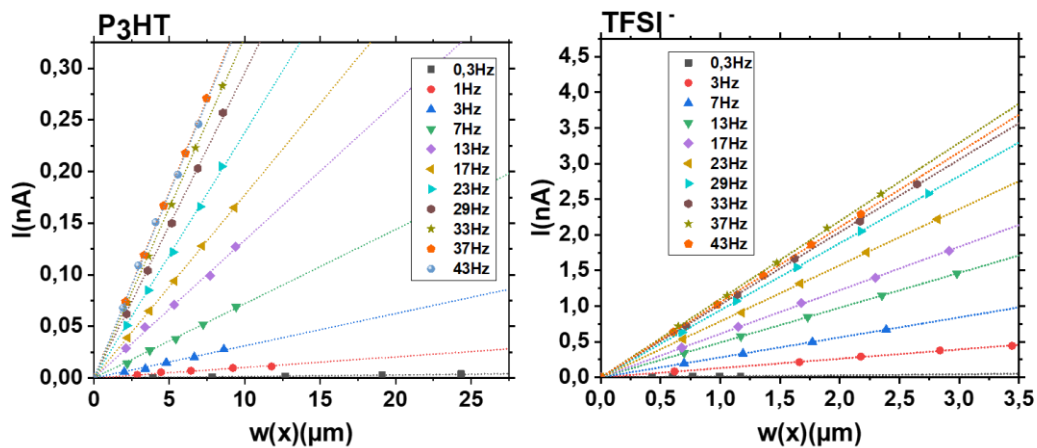 P3HT
I(nA)
0,30
0,25
0,20
0,15
0,10
0,05
0,00
0 5 10 15 20 25
w(x)(μm)
0,3Hz
1Hz
3Hz
7Hz
13Hz
17Hz
23Hz
29Hz
33Hz
37Hz
43Hz
TFSI-
I(nA)
4,5
4,0
3,5
3,0
2,5
2,0
1,5
1,0
0,5
0,0
0,0 0,5 1,0 1,5 2,0 2,5 3,0 3,5
w(x)(μm)
0,3Hz
3Hz
7Hz
13Hz
17Hz
23Hz
29Hz
33Hz
37Hz
43Hz